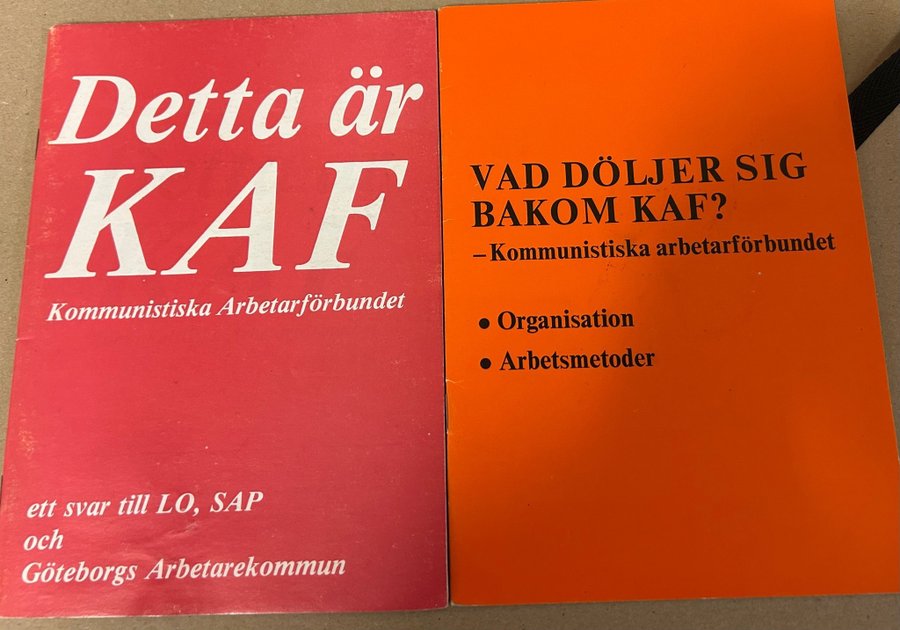 Detta är
KAF
Kommunistiska Arbetarförbundet
ett svar till LO, SAP
och
Göteborgs Arbetarekommun
VAD DÖLJER SIG
BAKOM KAF?
– Kommunistiska arbetarförbundet
● Organisation
● Arbetsmetoder